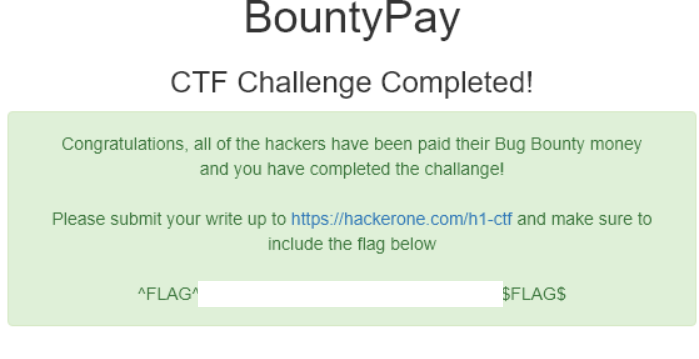 BountyPay
CTF Challenge Completed!
Congratulations, all of the hackers have been paid their Bug Bounty money
and you have completed the challange!
Please submit your write up to https://hackerone.com/h1-ctf and make sure to
include the flag below
^FLAG^ $FLAG$